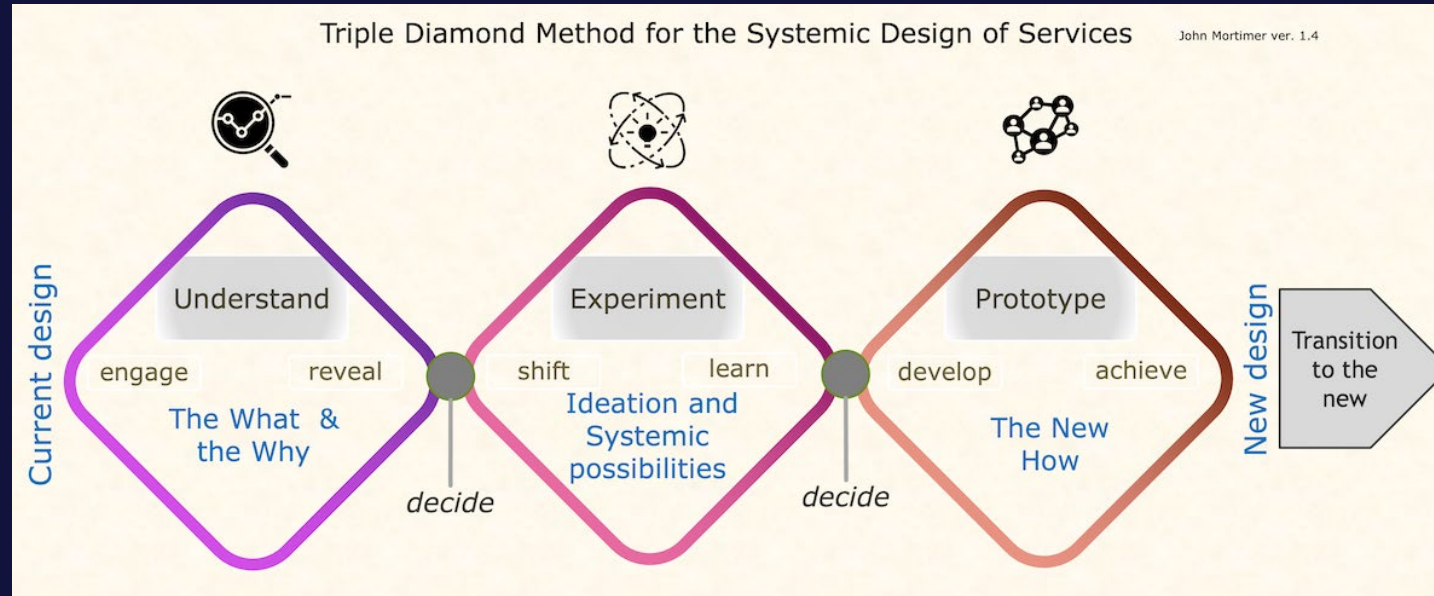 Triple Diamond Method for the Systemic Design of Services
John Mortimer ver. 1.4
Current design
Understand
engage
reveal
The What &
the Why
decide
Experiment
shift
learn
Ideation and
Systemic
possibilities
decide
Prototype
develop
achieve
The New
How
New design
Transition
to the
new